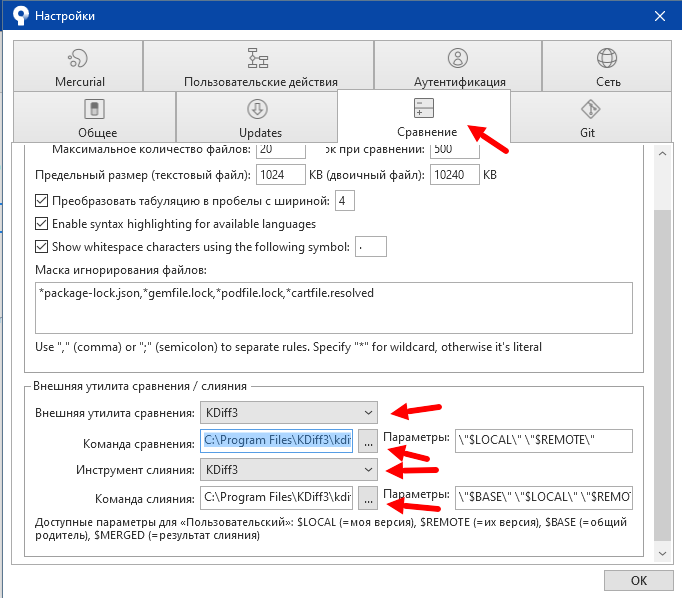 Настройки
Mercurial
Пользовательские действия
Аутентификация
Сеть
Общее
Updates
Сравнение
Git
Максимальное количество файлов: 20 ок при сравнении: 500
Предельный размер (текстовый файл): 1024 KB (двоичный файл): 10240 KB
Преобразовать табуляцию в пробелы с шириной: 4
Enable syntax highlighting for available languages
Show whitespace characters using the following symbol: ·
Маска игнорирования файлов:
*package-lock.json,*gemfile.lock,*podfile.lock,*cartfile.resolved
Use "," (comma) or ";" (semicolon) to separate rules. Specify "*" for wildcard, otherwise it's literal
Внешняя утилита сравнения / слияния
Внешняя утилита сравнения: KDiff3
Команда сравнения: C:\Program Files\KDiff3\kdi ... Параметры: \"$LOCAL\" \"$REMOTE\"
Инструмент слияния: KDiff3
Команда слияния: C:\Program Files\KDiff3\kdi ... Параметры: \"$BASE\" \"$LOCAL\" \"$REMOT
Доступные параметры для «Пользовательский»: $LOCAL (=моя версия), $REMOTE (=их версия), $BASE (=общий
родитель), $MERGED (=результат слияния)
OK